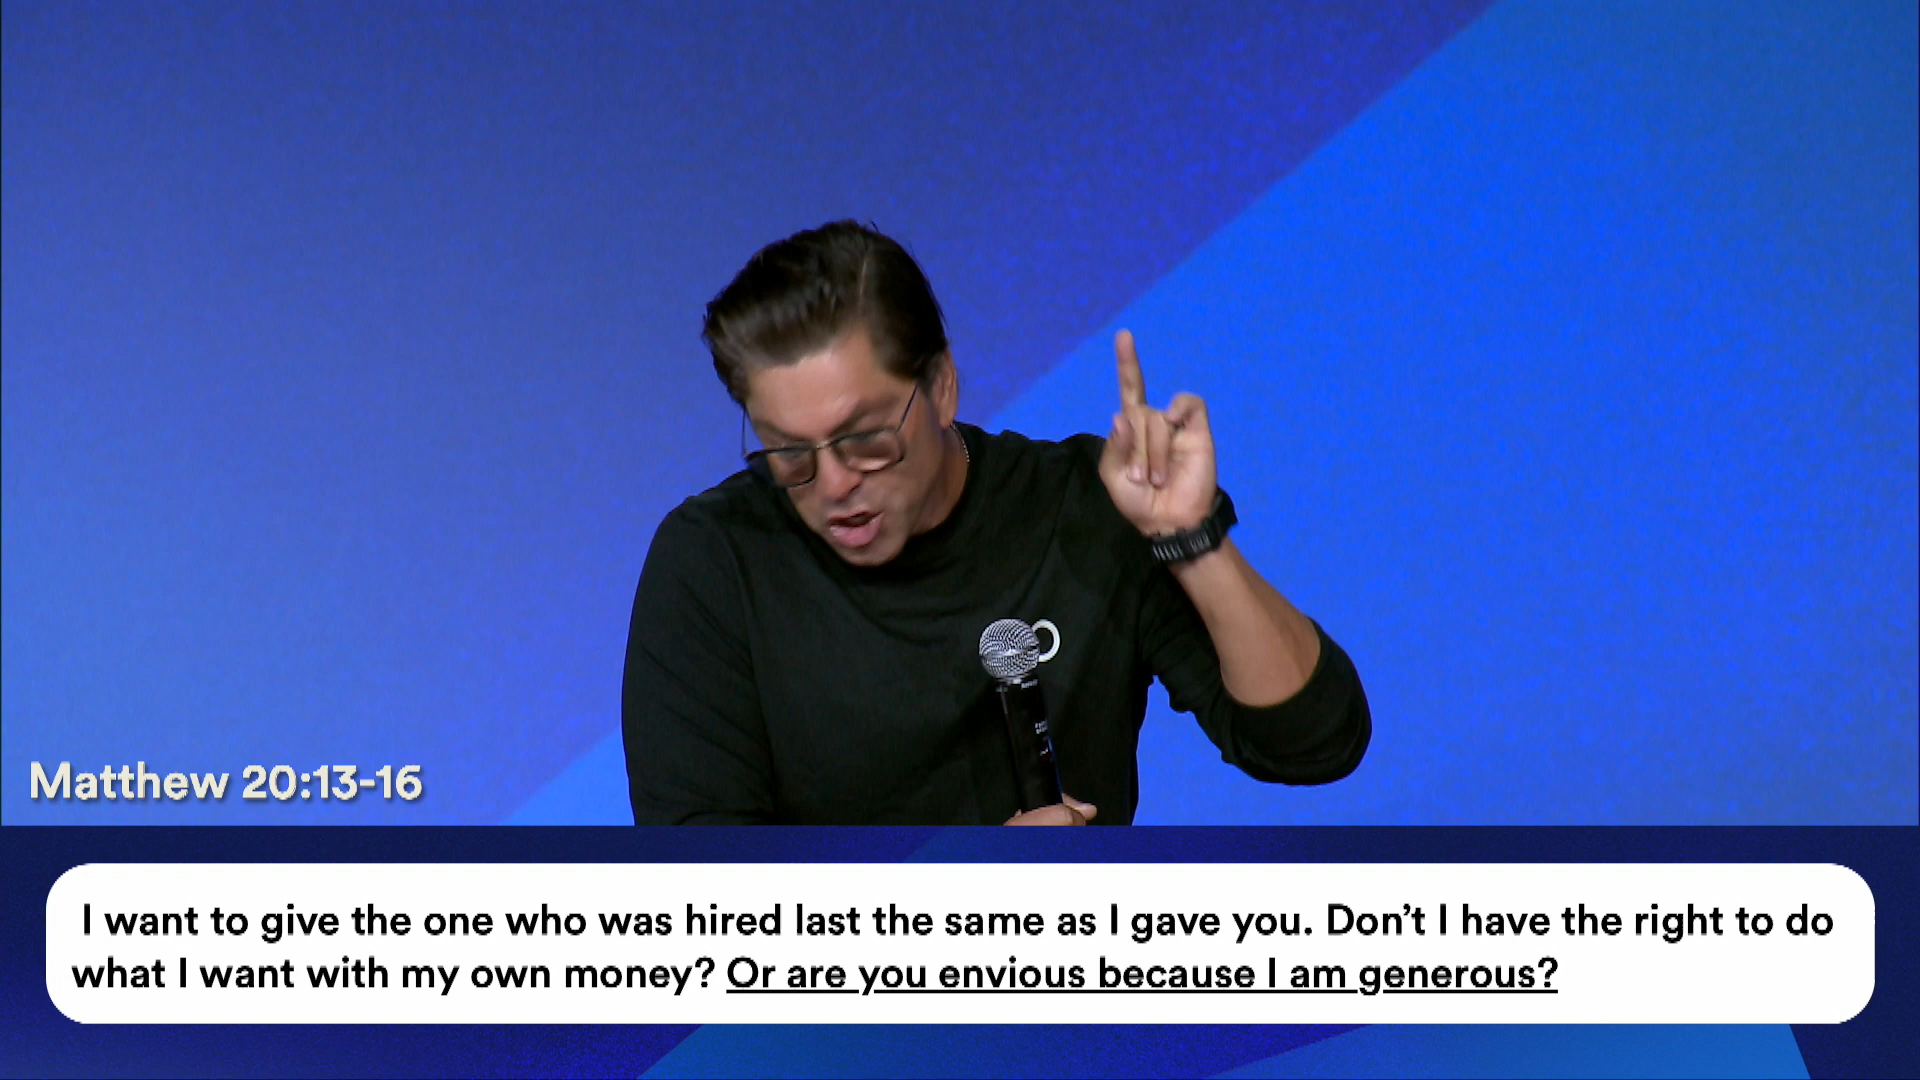 Matthew 20:13-16
I want to give the one who was hired last the same as I gave you. Don’t I have the right to do
what I want with my own money? Or are you envious because I am generous?